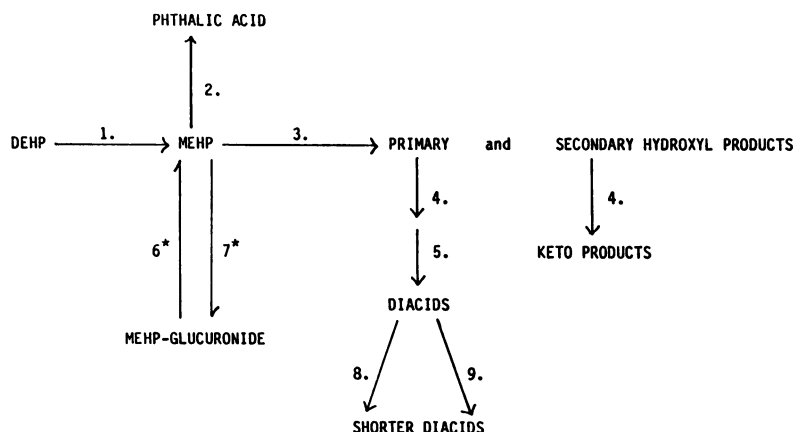 PHTHALIC ACID
2.
DEHP 1. MEHP 3. PRIMARY and SECONDARY HYDROXYL PRODUCTS
4. 4.
6* 7* 5. KETO PRODUCTS
DIACIDS
MEHP-GLUCURONIDE
8. 9.
SHORTER DIACIDS